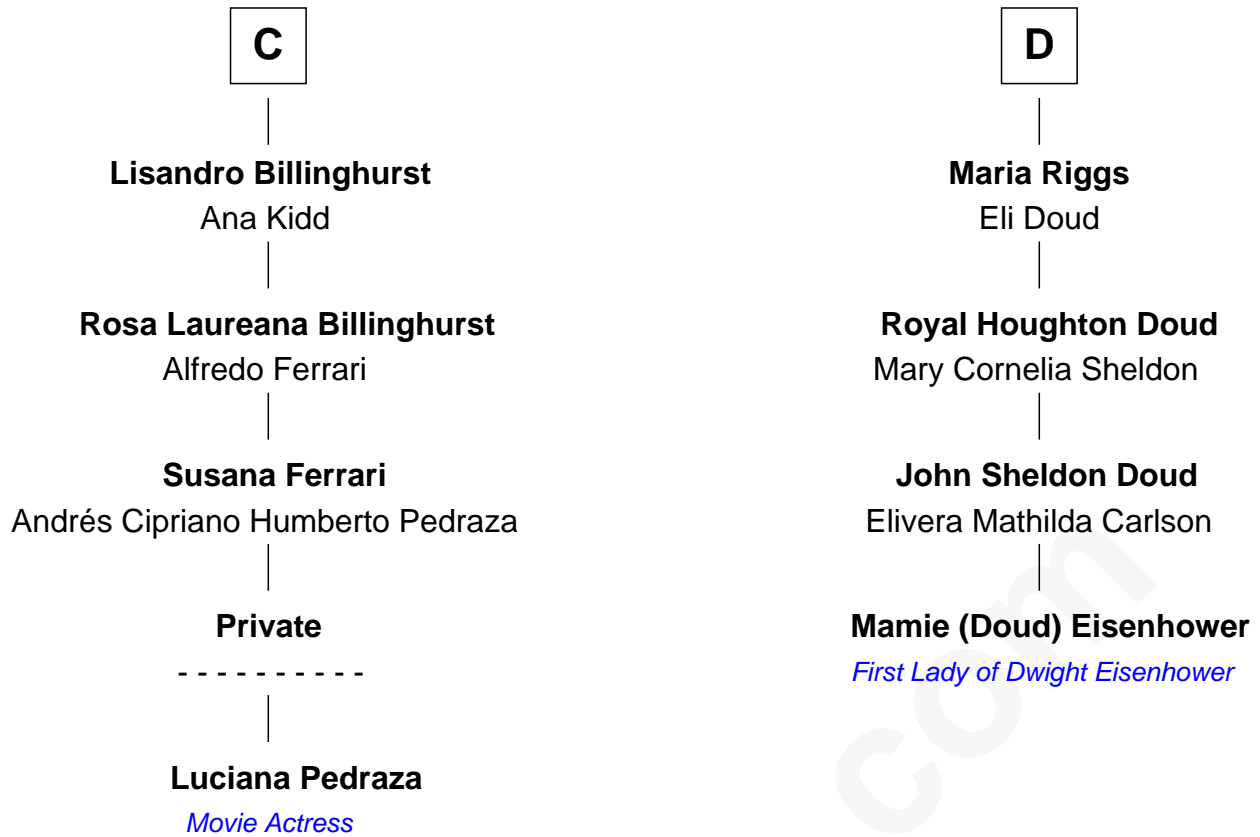 C
Lisandro Billinghurst
Ana Kidd
Rosa Laureana Billinghurst
Alfredo Ferrari
Susana Ferrari
Andrés Cipriano Humberto Pedraza
Private
- - - - - - - - - -
Luciana Pedraza
Movie Actress
D
Maria Riggs
Eli Doud
Royal Houghton Doud
Mary Cornelia Sheldon
John Sheldon Doud
Elivera Mathilda Carlson
Mamie (Doud) Eisenhower
First Lady of Dwight Eisenhower
com